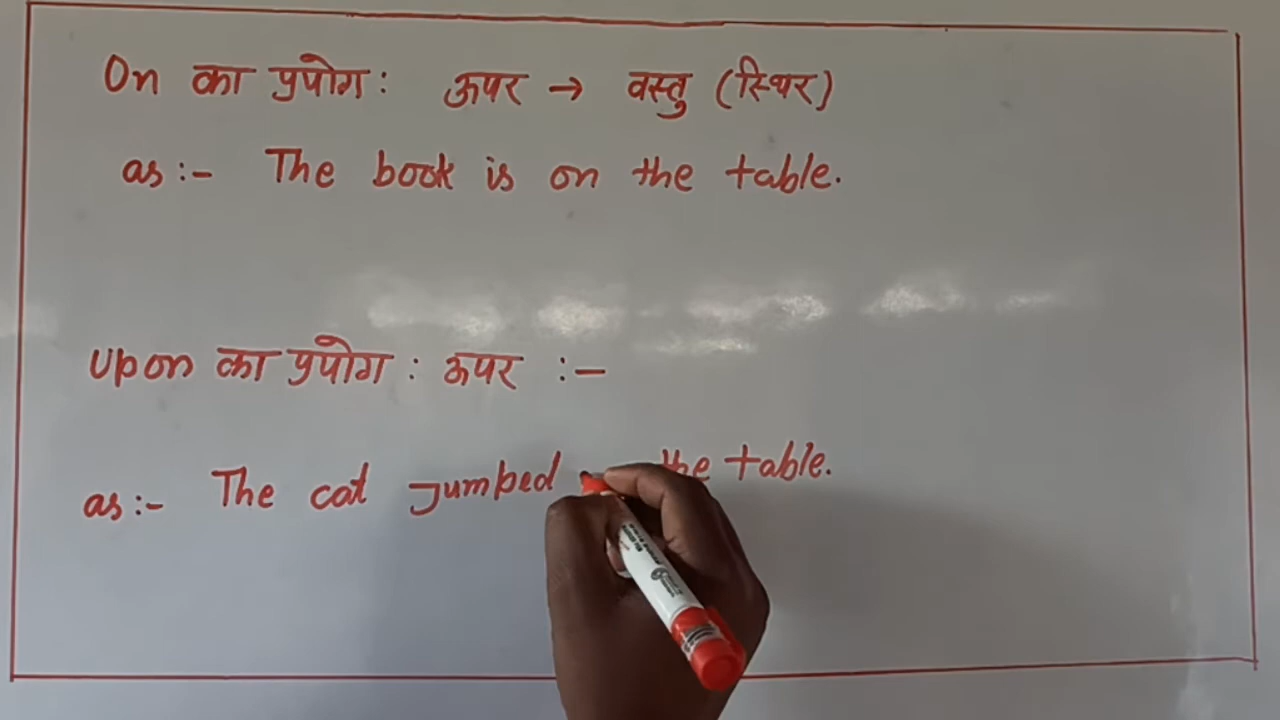 On का प्रयोग: ऊपर → वस्तु (स्थिर)
as:- The book is on the table.
Upon का प्रयोग: ऊपर :-
as:- The cat Jumped the table.